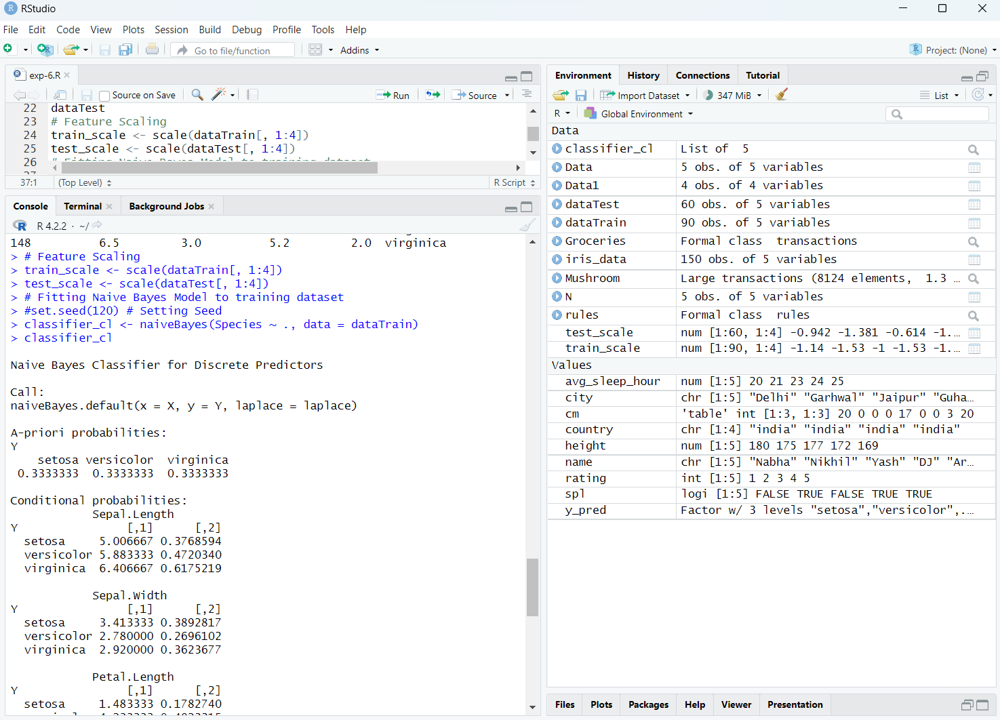 RStudio
File Edit Code View Plots Session Build Debug Profile Tools Help
Go to file/function Addins Project: (None)
exp-6.R
Source on Save Run Source
22 dataTest
23 # Feature Scaling
24 train_scale <- scale(dataTrain[, 1:4])
25 test_scale <- scale(dataTest[, 1:4])
26 # Fitting Naive Bayes Model to training dataset
27
37:1 (Top Level) R Script
Console Terminal Background Jobs
R 4.2.2 · ~/
148 6.5 3.0 5.2 2.0 virginica
> # Feature Scaling
> train_scale <- scale(dataTrain[, 1:4])
> test_scale <- scale(dataTest[, 1:4])
> # Fitting Naive Bayes Model to training dataset
> #set.seed(120) # Setting Seed
> classifier_cl <- naiveBayes(Species ~ ., data = dataTrain)
> classifier_cl
Naive Bayes Classifier for Discrete Predictors
Call:
naiveBayes.default(x = X, y = Y, laplace = laplace)
A-priori probabilities:
Y
setosa versicolor virginica
0.3333333 0.3333333 0.3333333
Conditional probabilities:
Sepal.Length
Y [,1] [,2]
setosa 5.006667 0.3768594
versicolor 5.883333 0.4720340
virginica 6.406667 0.6175219
Sepal.Width
Y [,1] [,2]
setosa 3.413333 0.3892817
versicolor 2.780000 0.2696102
virginica 2.920000 0.3623677
Petal.Length
Y [,1] [,2]
setosa 1.483333 0.1782740
Environment History Connections Tutorial
Import Dataset 347 MiB List
R Global Environment
Data
classifier_cl List of 5
Data 5 obs. of 5 variables
Data1 4 obs. of 4 variables
dataTest 60 obs. of 5 variables
dataTrain 90 obs. of 5 variables
Groceries Formal class transactions
iris_data 150 obs. of 5 variables
Mushroom Large transactions (8124 elements, 1.3 …
N 5 obs. of 5 variables
rules Formal class rules
test_scale num [1:60, 1:4] -0.942 -1.381 -0.614 -1.…
train_scale num [1:90, 1:4] -1.14 -1.53 -1 -1.53 -1.…
Values
avg_sleep_hour num [1:5] 20 21 23 24 25
city chr [1:5] "Delhi" "Garhwal" "Jaipur" "Guha…
cm 'table' int [1:3, 1:3] 20 0 0 0 17 0 0 3 20
country chr [1:4] "india" "india" "india" "india"
height num [1:5] 180 175 177 172 169
name chr [1:5] "Nabha" "Nikhil" "Yash" "DJ" "Ar…
rating int [1:5] 1 2 3 4 5
spl logi [1:5] FALSE TRUE FALSE TRUE TRUE
y_pred Factor w/ 3 levels "setosa","versicolor",.…
Files Plots Packages Help Viewer Presentation